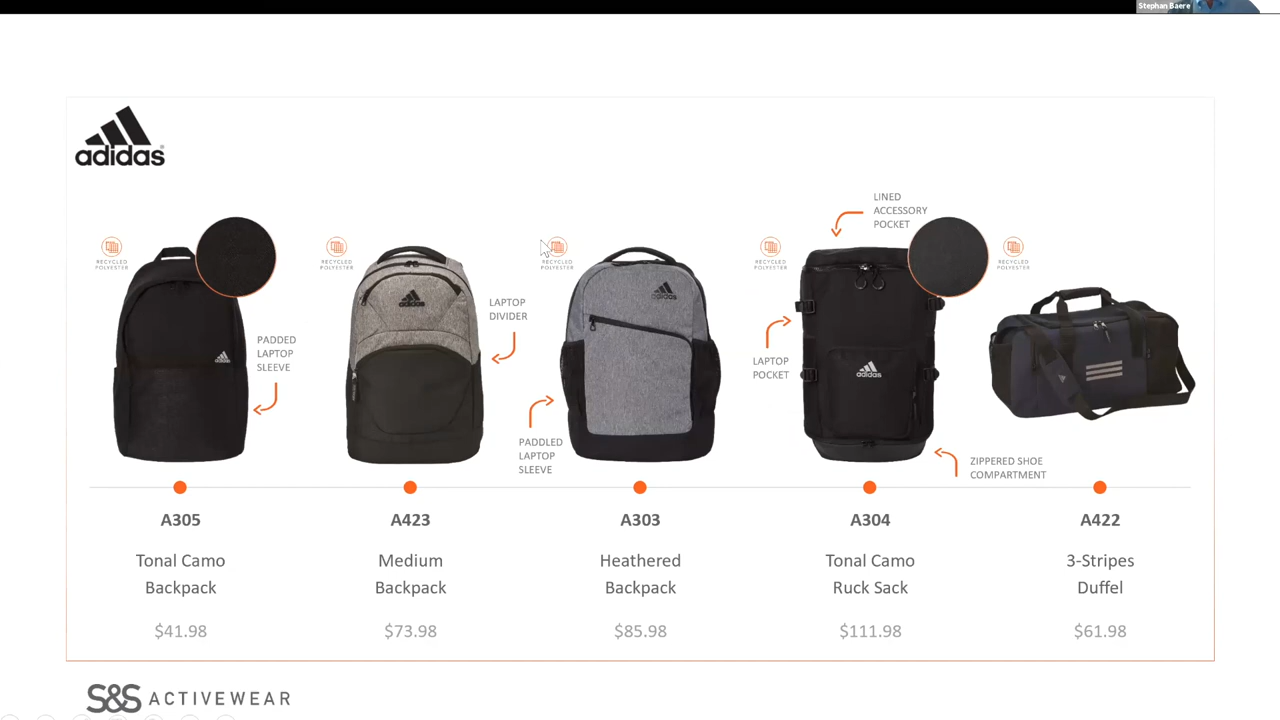 Stephan Baere
adidas
LINED
ACCESSORY
POCKET
RECYCLED
POLYESTER
RECYCLED
POLYESTER
RECYCLED
POLYESTER
RECYCLED
POLYESTER
RECYCLED
POLYESTER
adidas
adidas
LAPTOP
DIVIDER
PADDED
LAPTOP
SLEEVE
LAPTOP
POCKET
adidas
PADDLED
LAPTOP
SLEEVE
ZIPPERED SHOE
COMPARTMENT
A305
Tonal Camo
Backpack
$41.98
A423
Medium
Backpack
$73.98
A303
Heathered
Backpack
$85.98
A304
Tonal Camo
Ruck Sack
$111.98
A422
3-Stripes
Duffel
$61.98
S&S ACTIVEWEAR